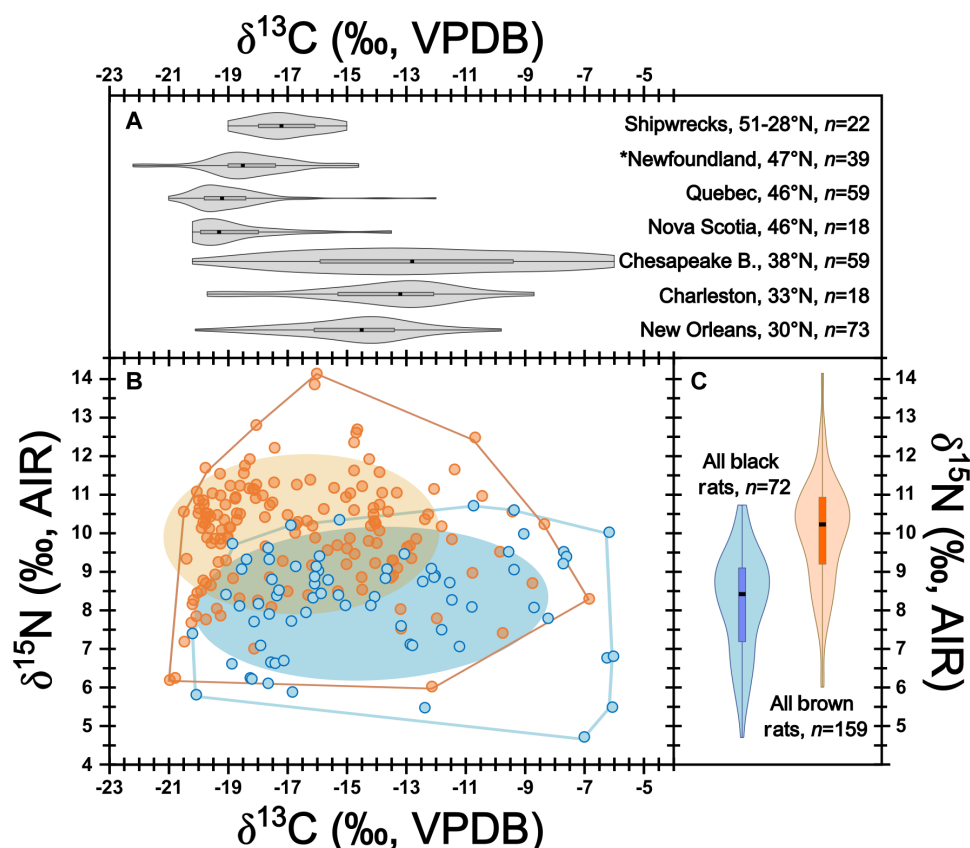 δ13C (‰, VPDB)
-23 -21 -19 -17 -15 -13 -11 -9 -7 -5
A
Shipwrecks, 51-28°N, n=22
*Newfoundland, 47°N, n=39
Quebec, 46°N, n=59
Nova Scotia, 46°N, n=18
Chesapeake B., 38°N, n=59
Charleston, 33°N, n=18
New Orleans, 30°N, n=73
B
14
13
12
11
10
9
8
7
6
5
4
δ15N (‰, AIR)
-23 -21 -19 -17 -15 -13 -11 -9 -7 -5
δ13C (‰, VPDB)
C
All black
rats, n=72
All brown
rats, n=159
14
13
12
11
10
9
8
7
6
5
4
δ15N (‰, AIR)